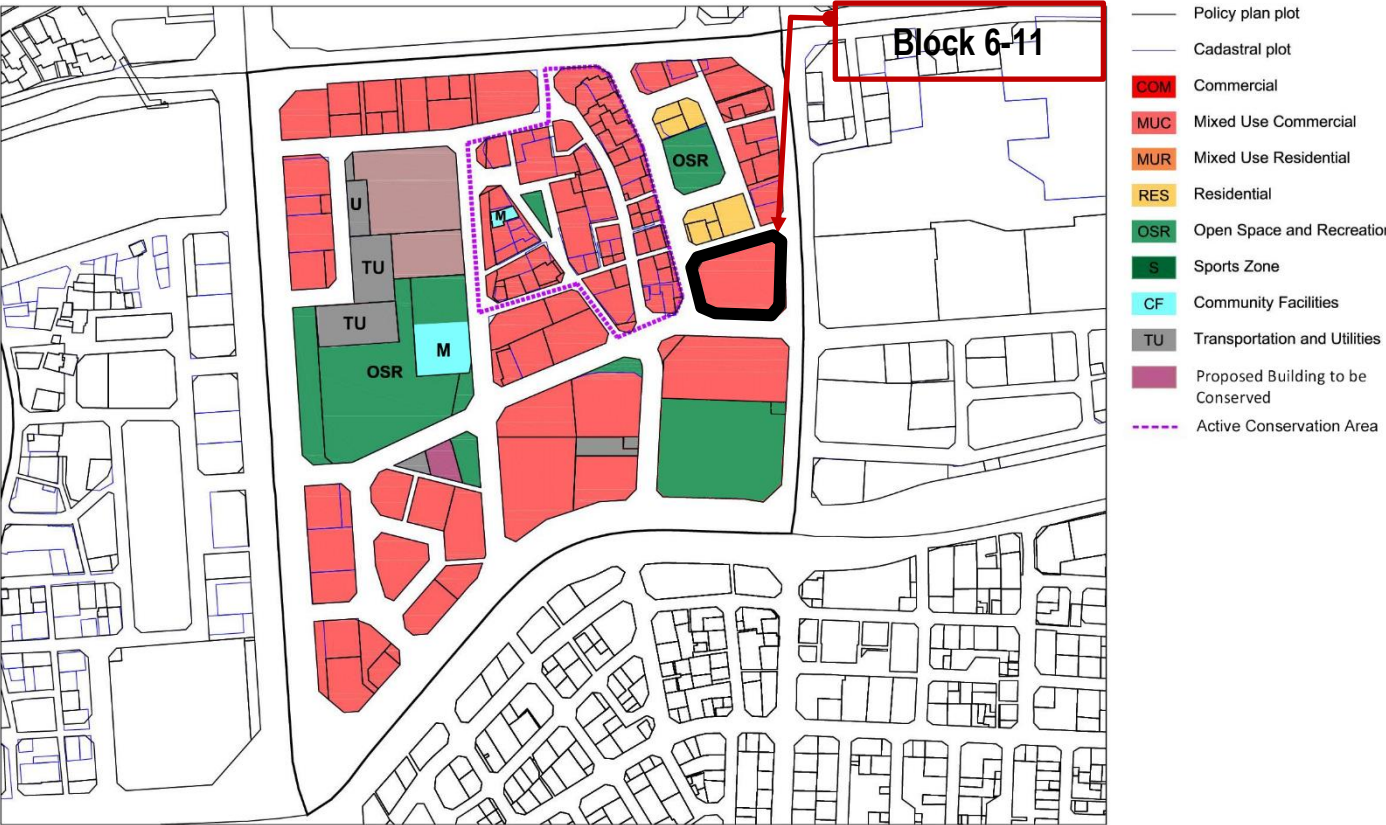 Block 6-11
Policy plan plot
Cadastral plot
COM Commercial
MUC Mixed Use Commercial
MUR Mixed Use Residential
RES Residential
OSR Open Space and Recreation
S Sports Zone
CF Community Facilities
TU Transportation and Utilities
Proposed Building to be
Conserved
Active Conservation Area
OSR
U
M
TU
TU
M
OSR